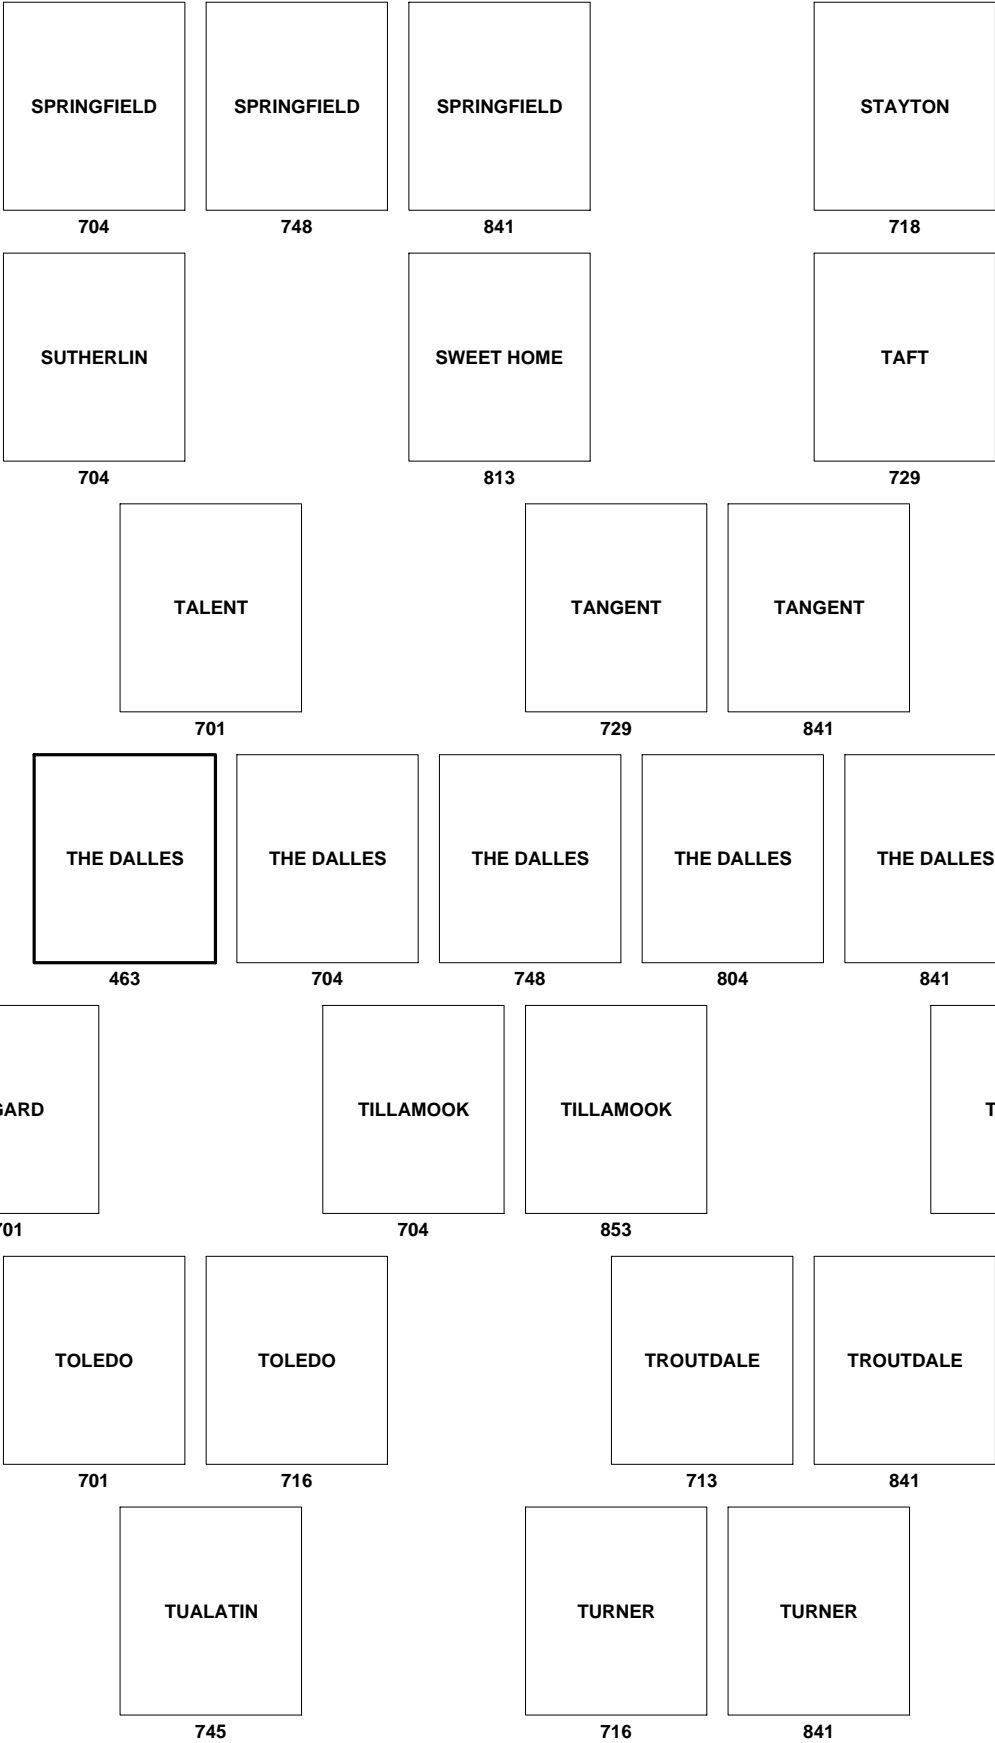 SPRINGFIELD SPRINGFIELD SPRINGFIELD STAYTON
704 748 841 718
SUTHERLIN SWEET HOME TAFT
704 813 729
TALENT TANGENT TANGENT
701 729 841
THE DALLES THE DALLES THE DALLES THE DALLES THE DALLES
463 704 748 804 841
TILLAMOOK TILLAMOOK
704 853
TOLEDO TOLEDO TROUTDALE TROUTDALE
701 716 713 841
TUALATIN TURNER TURNER
745 716 841